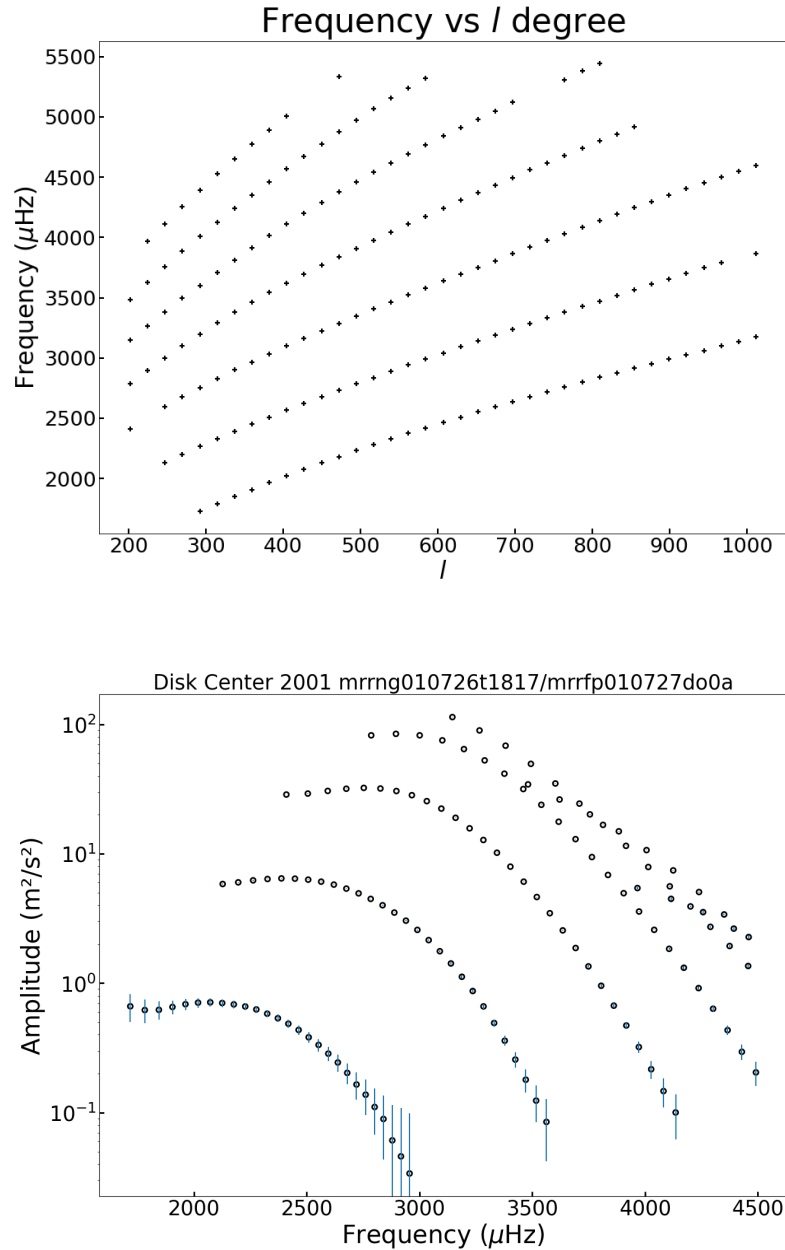 Frequency vs l degree
5500
5000
4500
4000
3500
3000
2500
2000
Frequency (μHz)
200 300 400 500 600 700 800 900 1000
l
Disk Center 2001 mrrng010726t1817/mrrfp010727do0a
10²
10¹
10⁰
10⁻¹
Amplitude (m²/s²)
2000 2500 3000 3500 4000 4500
Frequency (μHz)